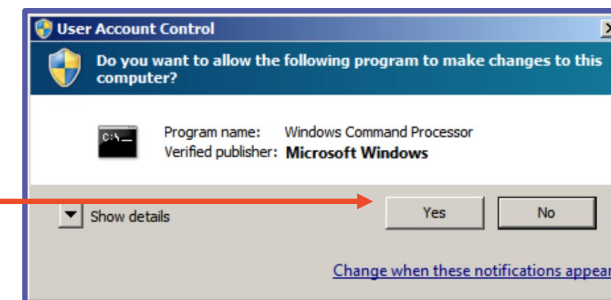 User Account Control
Do you want to allow the following program to make changes to this
computer?
C:\_
Program name: Windows Command Processor
Verified publisher: Microsoft Windows
Show details
Yes
No
Change when these notifications appear